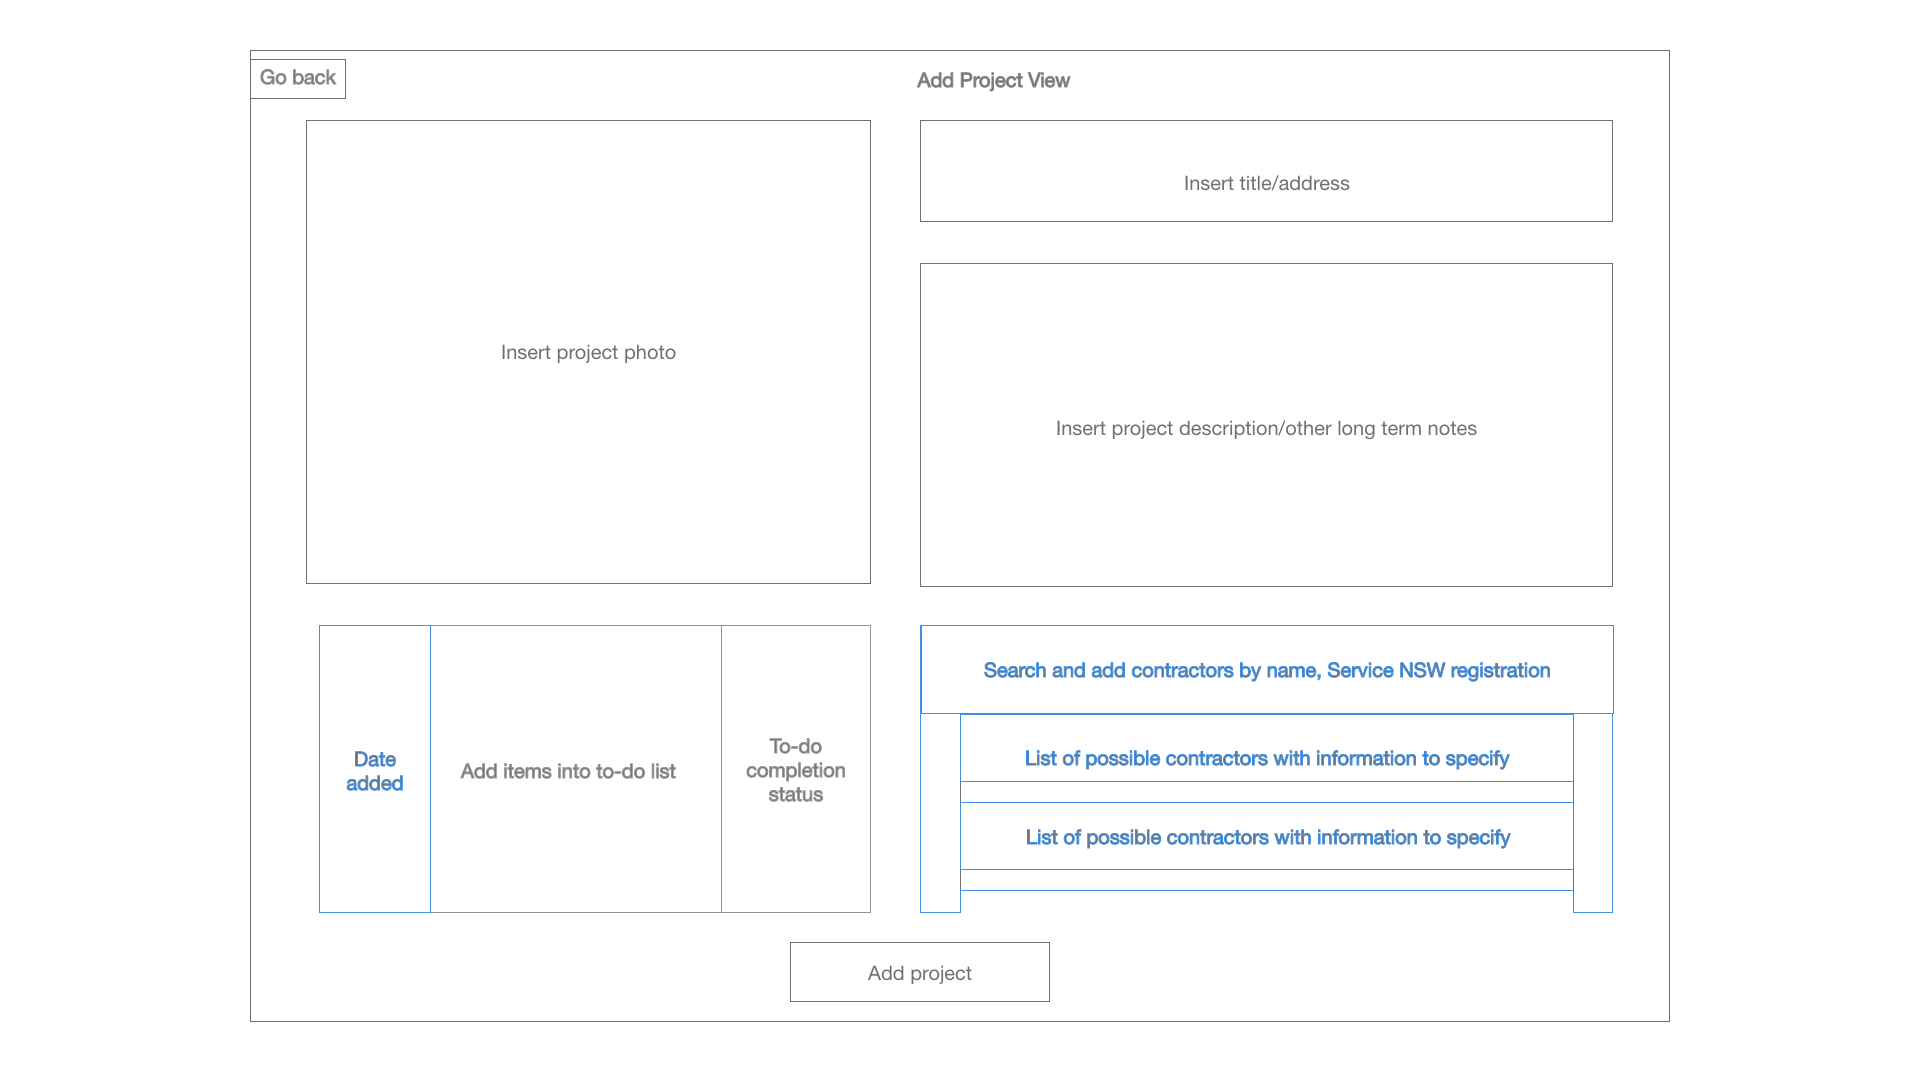 Go back
Add Project View
Insert project photo
Insert title/address
Insert project description/other long term notes
Date
added
Add items into to-do list
To-do
completion
status
Search and add contractors by name, Service NSW registration
List of possible contractors with information to specify
List of possible contractors with information to specify
Add project